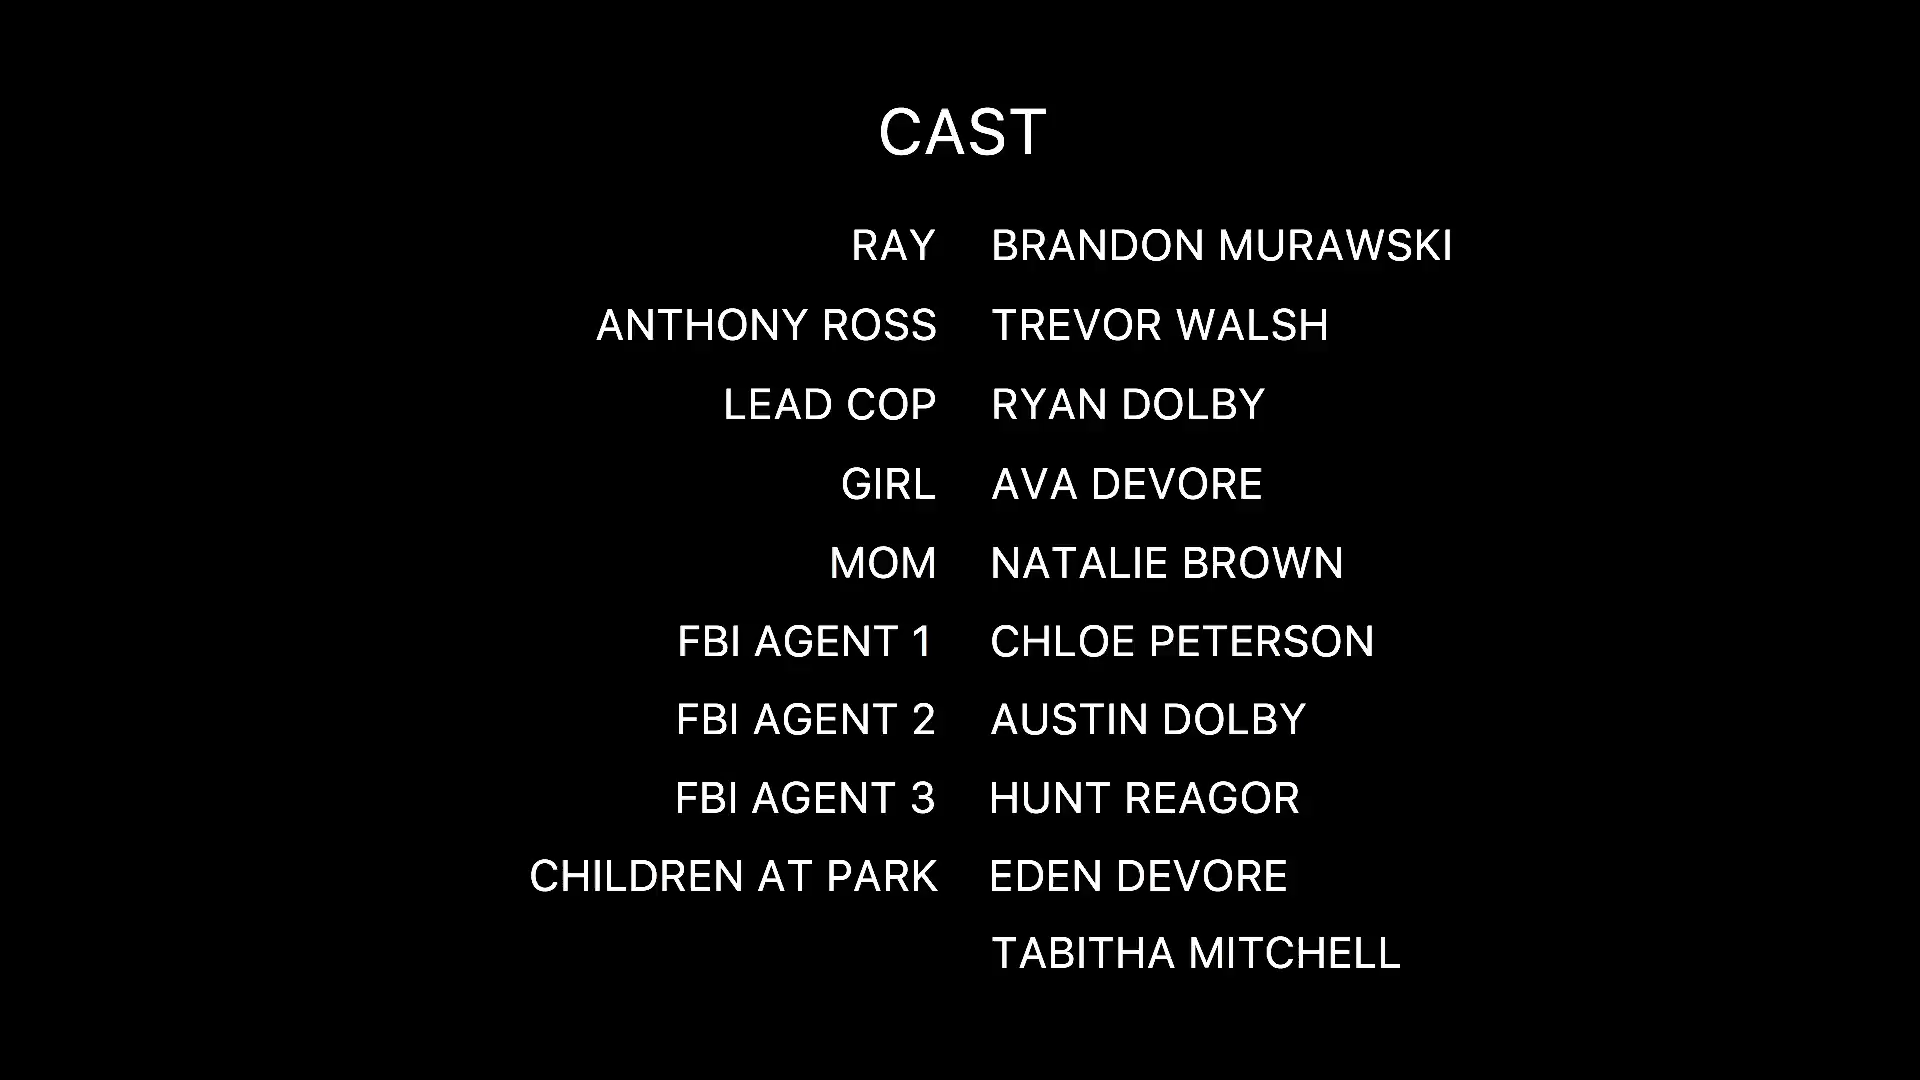 CAST
RAY BRANDON MURAWSKI
ANTHONY ROSS TREVOR WALSH
LEAD COP RYAN DOLBY
GIRL AVA DEVORE
MOM NATALIE BROWN
FBI AGENT 1 CHLOE PETERSON
FBI AGENT 2 AUSTIN DOLBY
FBI AGENT 3 HUNT REAGOR
CHILDREN AT PARK EDEN DEVORE
TABITHA MITCHELL